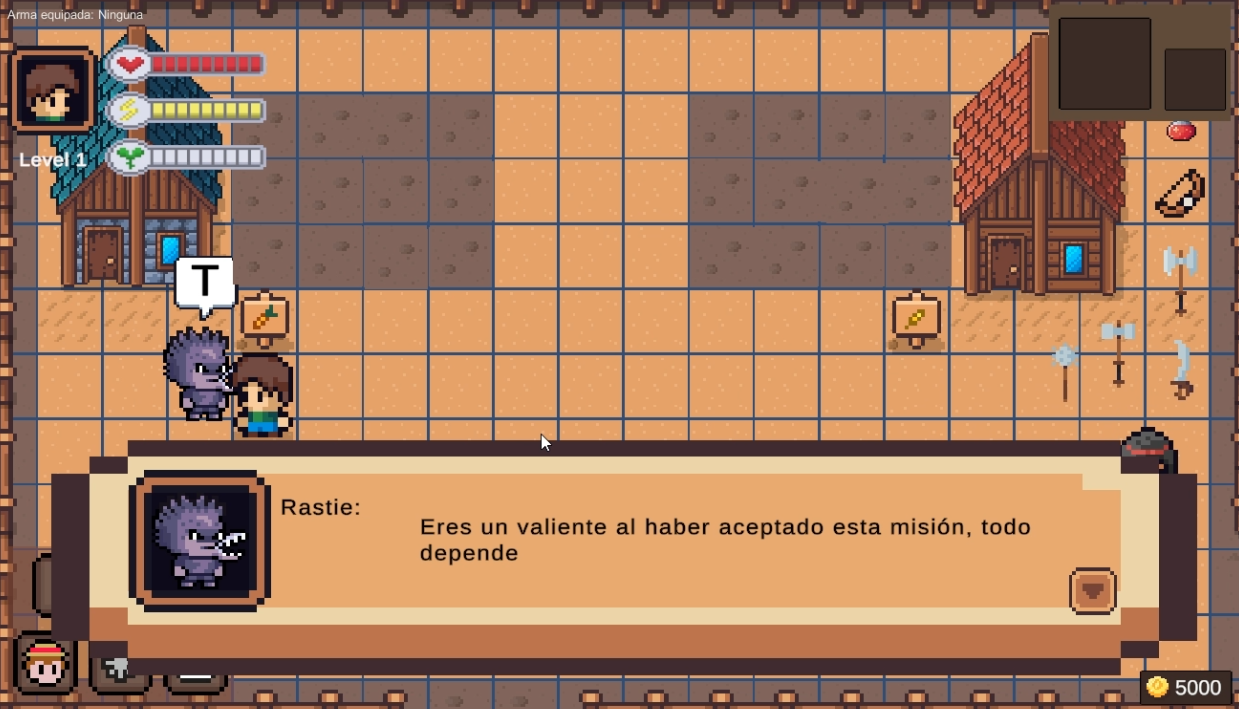 Arma equipada: Ninguna
Level 1
T
Rastie:
Eres un valiente al haber aceptado esta misión, todo
depende
5000